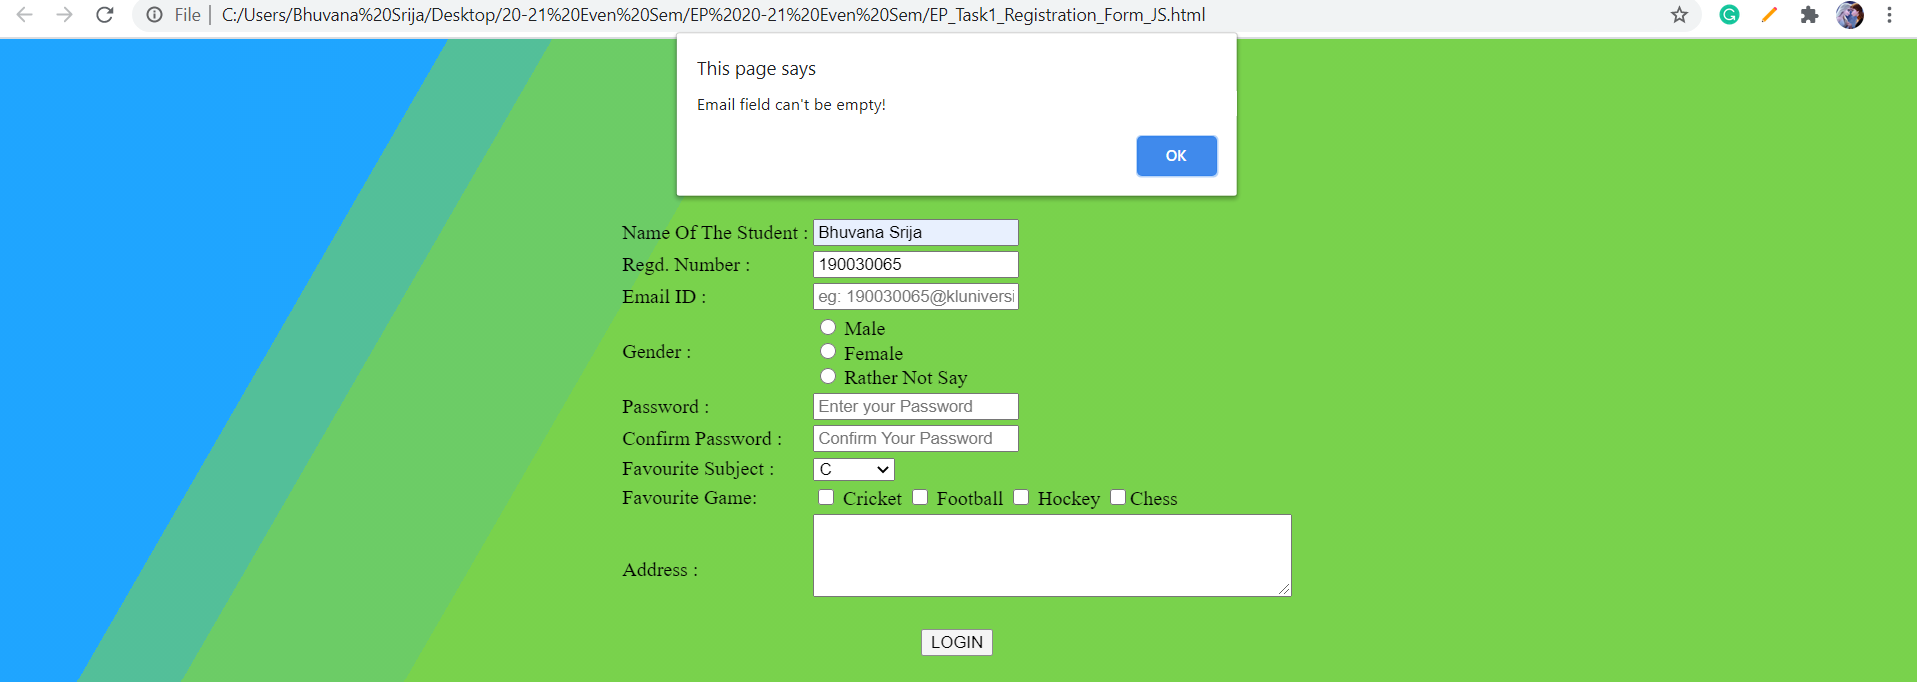 File | C:/Users/Bhuvana%20Srija/Desktop/20-21%20Even%20Sem/EP%2020-21%20Even%20Sem/EP_Task1_Registration_Form_JS.html
This page says
Email field can't be empty!
OK
Name Of The Student : Bhuvana Srija
Regd. Number : 190030065
Email ID : eg: 190030065@kluniversi
Male
Gender : Female
Rather Not Say
Password : Enter your Password
Confirm Password : Confirm Your Password
Favourite Subject : C
Favourite Game: Cricket Football Hockey Chess
Address :
LOGIN